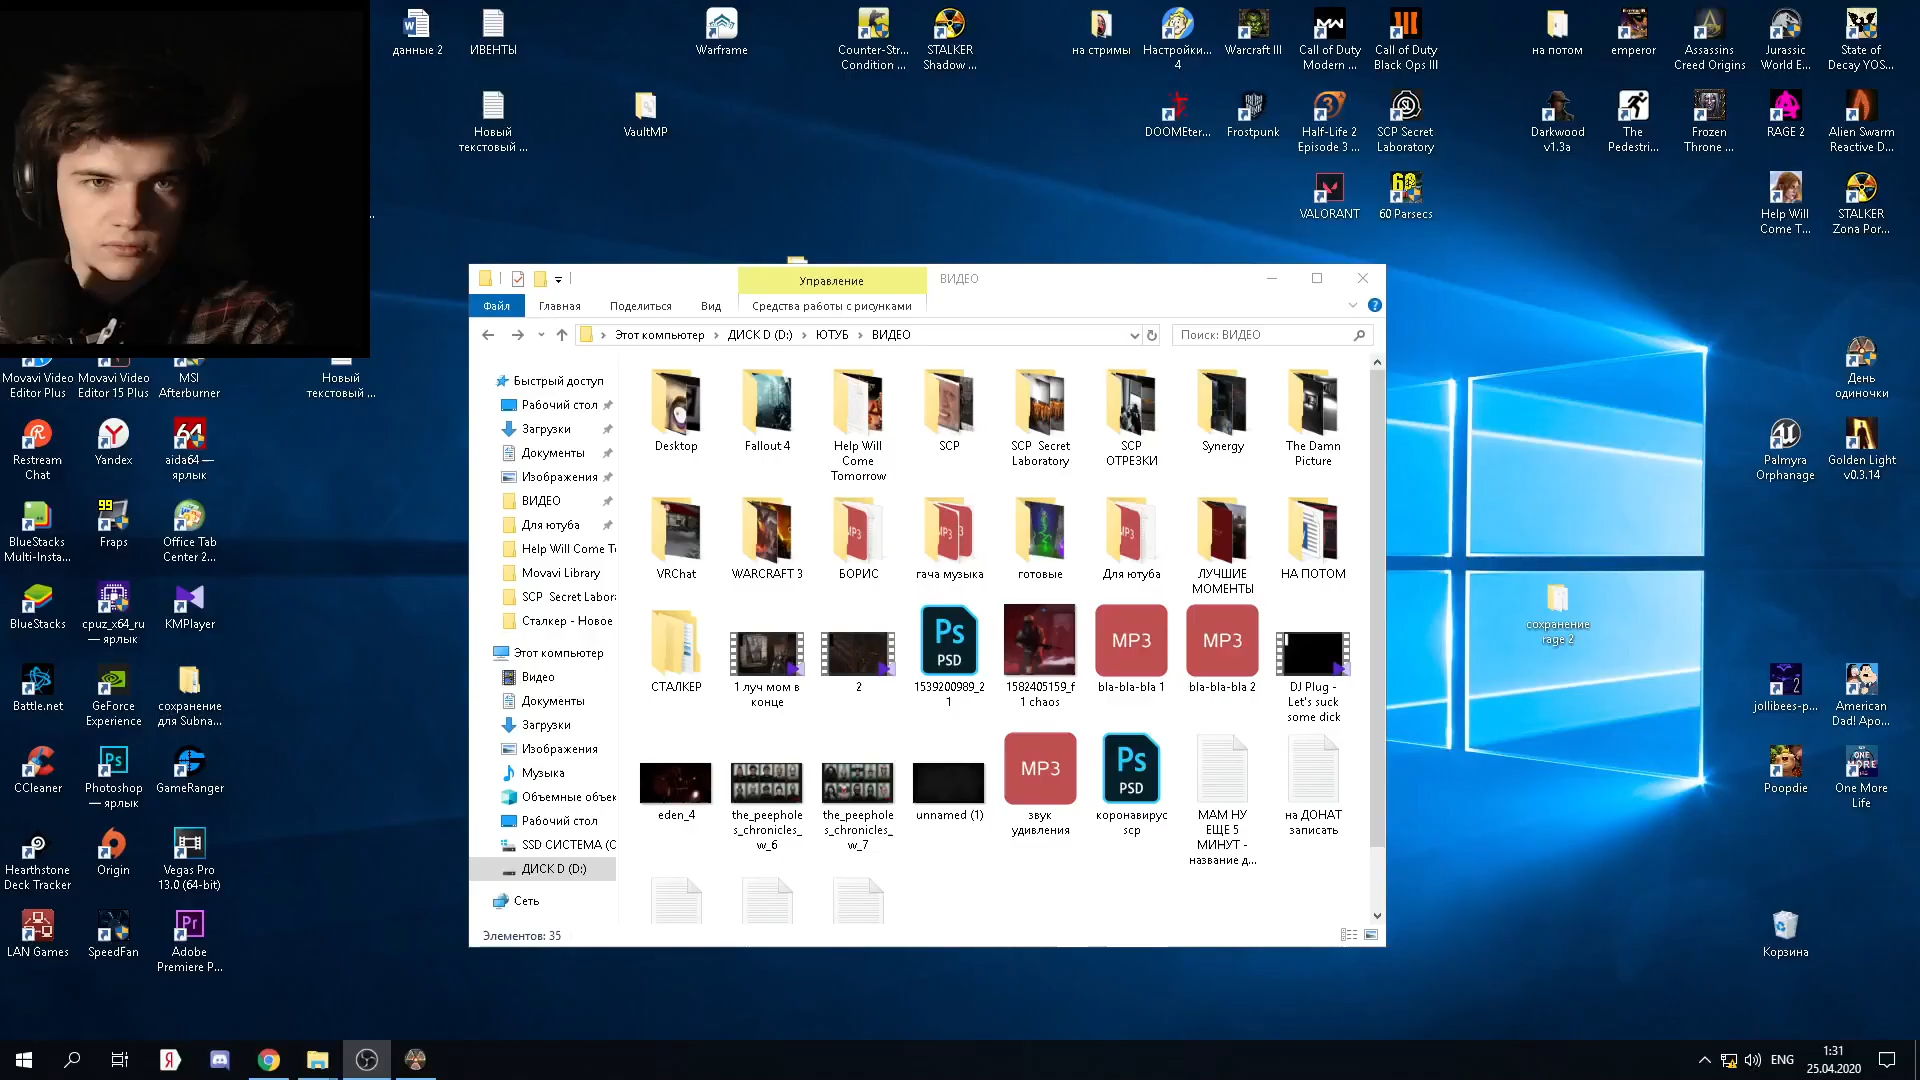 данные 2
ИВЕНТЫ
Warframe
Counter-Str...
Condition ...
STALKER
Shadow ...
на стримы
Настройки...
4
Warcraft III
Call of Duty
Modern ...
Call of Duty
Black Ops III
на потом
emperor
Assassins
Creed Origins
Jurassic
World E...
State of
Decay YOS...
Новый
текстовый ...
VaultMP
DOOMEter...
Frostpunk
Half-Life 2
Episode 3 ...
SCP Secret
Laboratory
Darkwood
v1.3a
The
Pedestri...
Frozen
Throne ...
RAGE 2
Alien Swarm
Reactive D...
VALORANT
60 Parsecs
Help Will
Come T...
STALKER
Zona Por...
Управление
ВИДЕО
Файл
Главная
Поделиться
Вид
Средства работы с рисунками
Этот компьютер
ДИСК D (D:)
ЮТУБ
ВИДЕО
Поиск: ВИДЕО
Movavi Video
Editor Plus
Movavi Video
Editor 15 Plus
MSI
Afterburner
Новый
текстовый ...
День
одиночки
Restream
Chat
Yandex
64
aida64 —
ярлык
Palmyra
Orphanage
Golden Light
v0.3.14
BlueStacks
Multi-Insta...
99
Fraps
Office Tab
Center 2...
BlueStacks
cpuz_x64_ru
— ярлык
KMPlayer
сохранение
rage 2
Battle.net
GeForce
Experience
сохранение
для Subna...
jollibees-p...
American
Dad! Apo...
CCleaner
Ps
Photoshop
— ярлык
GameRanger
Poopdie
One More
Life
Hearthstone
Deck Tracker
Origin
Vegas Pro
13.0 (64-bit)
LAN Games
SpeedFan
Pr
Adobe
Premiere P...
Корзина
Быстрый доступ
Рабочий стол
Загрузки
Документы
Изображения
ВИДЕО
Для ютуба
Help Will Come T
Movavi Library
SCP Secret Labor
Сталкер - Новое
Этот компьютер
Видео
Документы
Загрузки
Изображения
Музыка
Объемные объек
Рабочий стол
SSD СИСТЕМА (C
ДИСК D (D:)
Сеть
Desktop
Fallout 4
Help Will
Come
Tomorrow
SCP
SCP Secret
Laboratory
SCP
ОТРЕЗКИ
Synergy
The Damn
Picture
VRChat
WARCRAFT 3
БОРИС
гача музыка
готовые
Для ютуба
ЛУЧШИЕ
МОМЕНТЫ
НА ПОТОМ
СТАЛКЕР
1 луч мом в
конце
2
Ps
PSD
1539200989_2
1
1582405159_f
1 chaos
MP3
bla-bla-bla 1
MP3
bla-bla-bla 2
DJ Plug -
Let's suck
some dick
eden_4
the_peephole
s_chronicles_
w_6
the_peephole
s_chronicles_
w_7
unnamed (1)
MP3
звук
удивления
Ps
PSD
коронавирус
scp
МАМ НУ
ЕЩЕ 5
МИНУТ -
название д...
на ДОНАТ
записать
Элементов: 35
ENG
1:31
25.04.2020